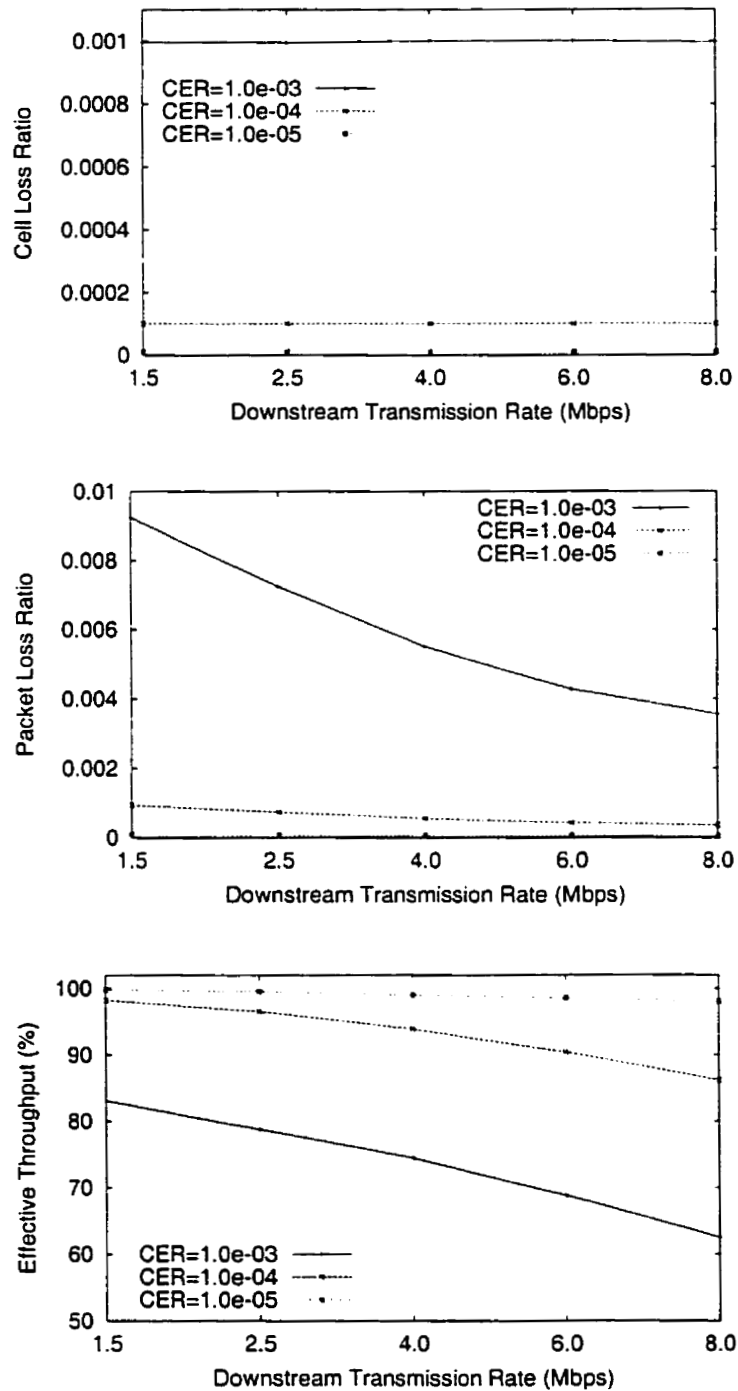 0.001
0.0008
0.0006
0.0004
0.0002
0
Cell Loss Ratio
CER=1.0e-03
CER=1.0e-04
CER=1.0e-05
1.5 2.5 4.0 6.0 8.0
Downstream Transmission Rate (Mbps)
0.01
0.008
0.006
0.004
0.002
0
Packet Loss Ratio
CER=1.0e-03
CER=1.0e-04
CER=1.0e-05
1.5 2.5 4.0 6.0 8.0
Downstream Transmission Rate (Mbps)
100
90
80
70
60
50
Effective Throughput (%)
CER=1.0e-03
CER=1.0e-04
CER=1.0e-05
1.5 2.5 4.0 6.0 8.0
Downstream Transmission Rate (Mbps)